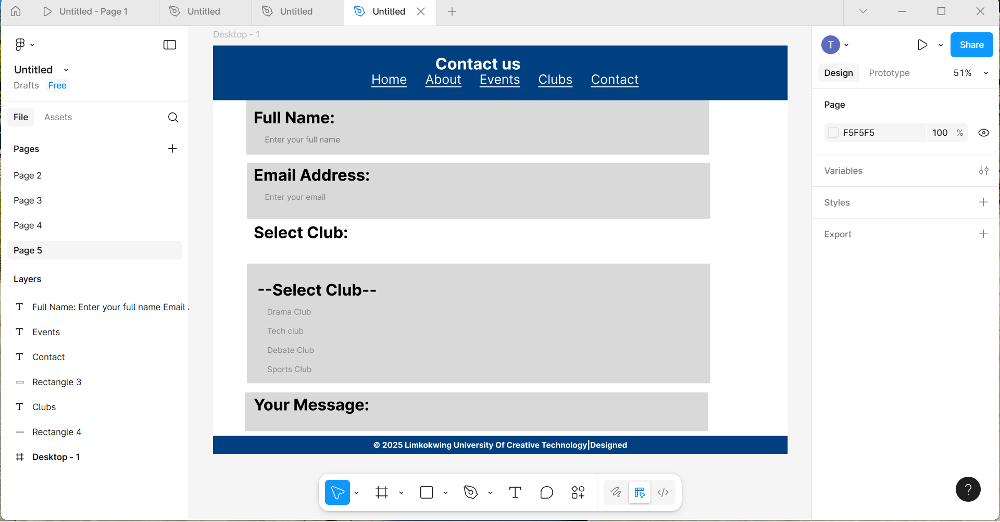 Untitled - Page 1
Untitled
Untitled
Untitled
Untitled
Drafts Free
File Assets
Pages
Page 2
Page 3
Page 4
Page 5
Layers
Full Name: Enter your full name Email
Events
Contact
Rectangle 3
Clubs
Rectangle 4
Desktop - 1
Desktop - 1
Contact us
Home About Events Clubs Contact
Full Name:
Enter your full name
Email Address:
Enter your email
Select Club:
--Select Club--
Drama Club
Tech club
Debate Club
Sports Club
Your Message:
© 2025 Limkokwing University Of Creative Technology|Designed
T
Share
Design Prototype 51%
Page
F5F5F5 100 %
Variables
Styles
Export
?